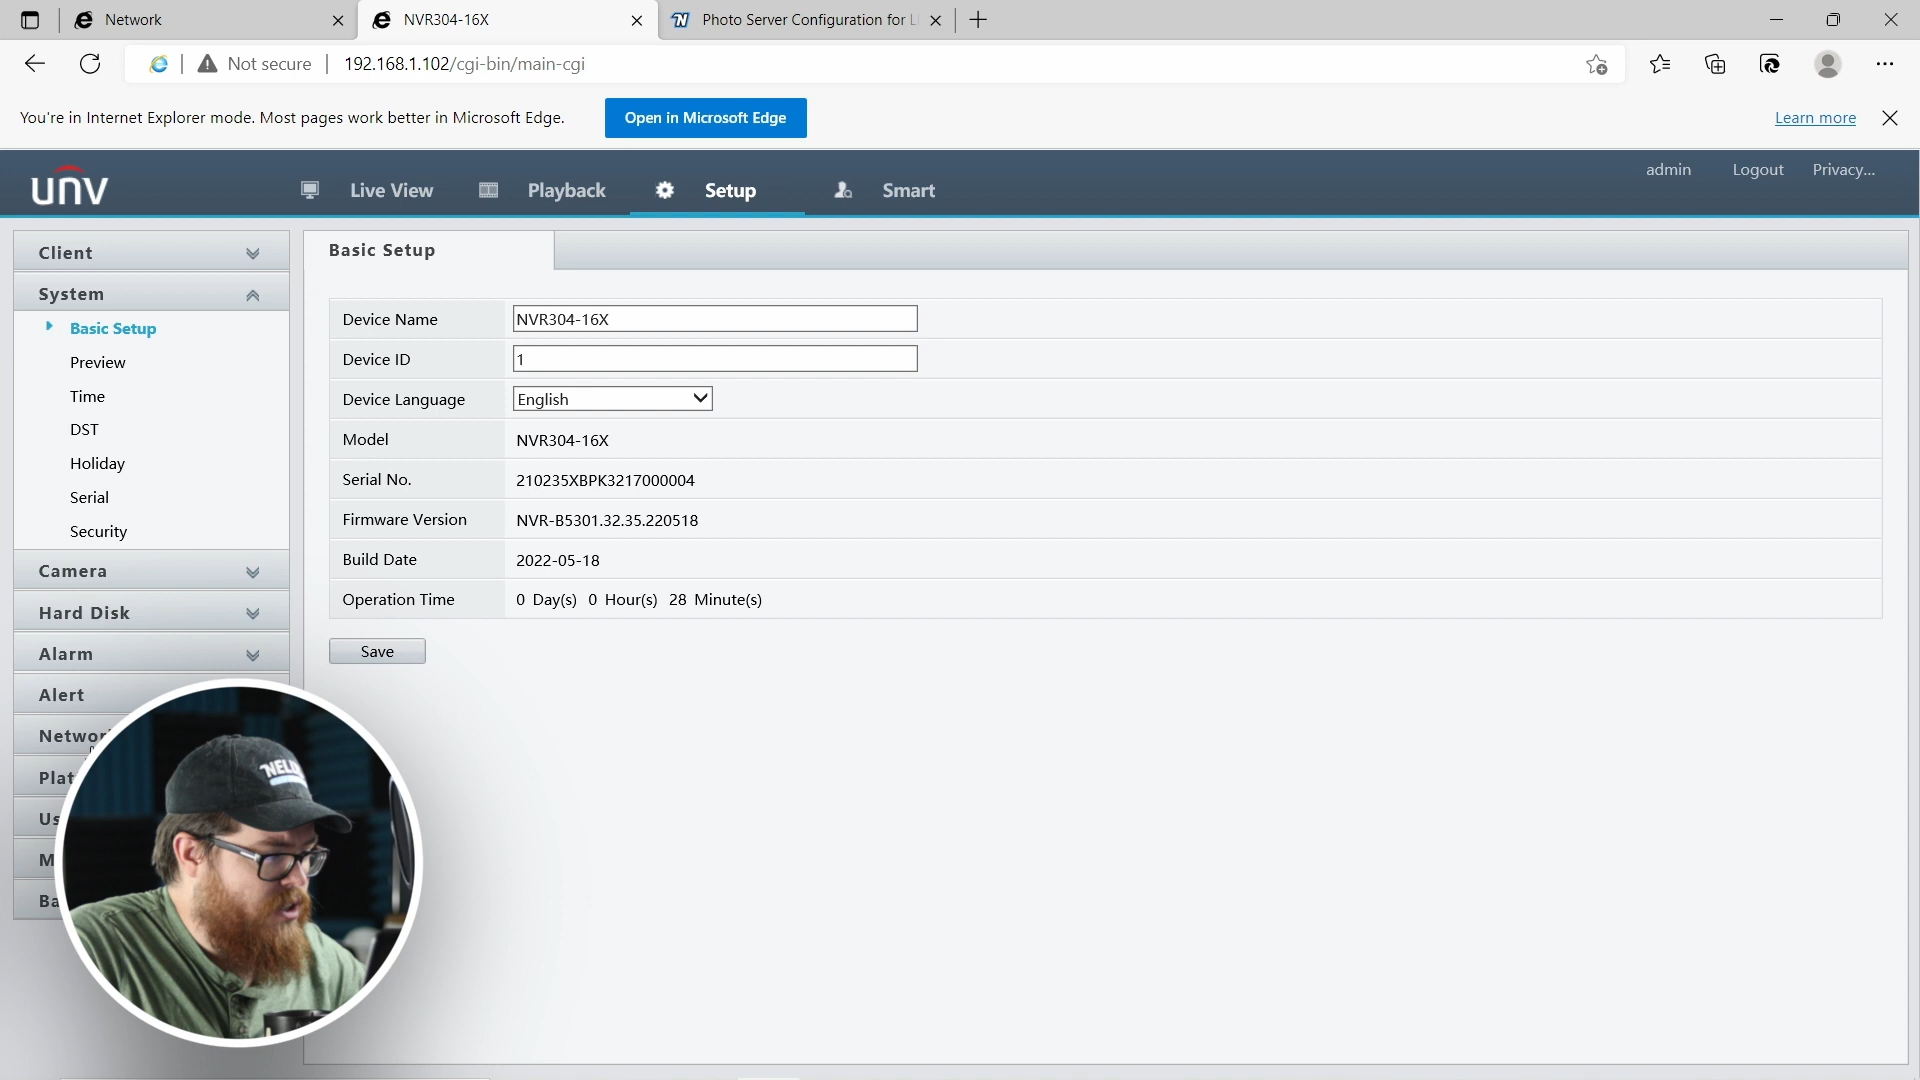 Network
NVR304-16X
Photo Server Configuration for L
Not secure
192.168.1.102/cgi-bin/main-cgi
You're in Internet Explorer mode. Most pages work better in Microsoft Edge.
Open in Microsoft Edge
Learn more
unv
Live View
Playback
Setup
Smart
admin
Logout
Privacy...
Client
System
Basic Setup
Preview
Time
DST
Holiday
Serial
Security
Camera
Hard Disk
Alarm
Alert
Networ
Plat
Us
M
Ba
Basic Setup
Device Name NVR304-16X
Device ID 1
Device Language English
Model NVR304-16X
Serial No. 210235XBPK3217000004
Firmware Version NVR-B5301.32.35.220518
Build Date 2022-05-18
Operation Time 0 Day(s) 0 Hour(s) 28 Minute(s)
Save